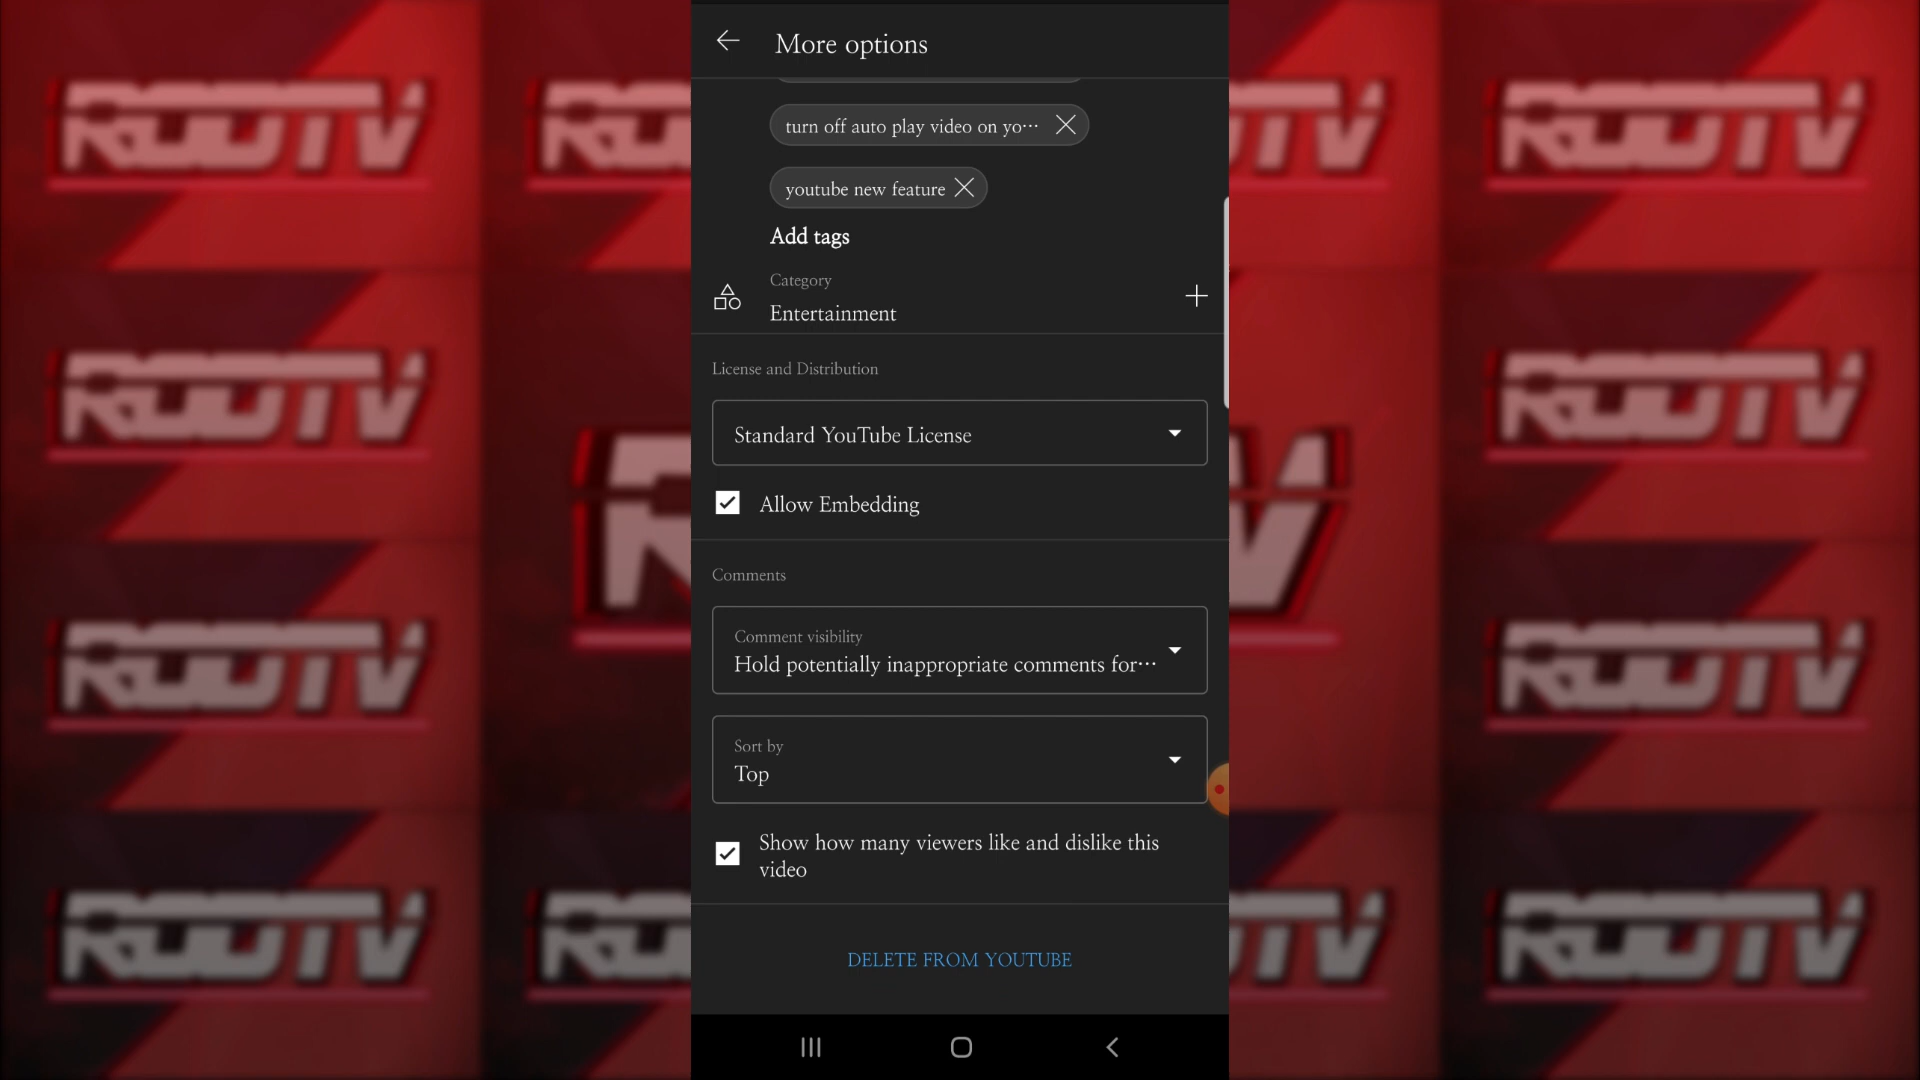 More options
turn off auto play video on yo···
youtube new feature
Add tags
Category
Entertainment
License and Distribution
Standard YouTube License
Allow Embedding
Comments
Comment visibility
Hold potentially inappropriate comments for···
Sort by
Top
Show how many viewers like and dislike this
video
DELETE FROM YOUTUBE